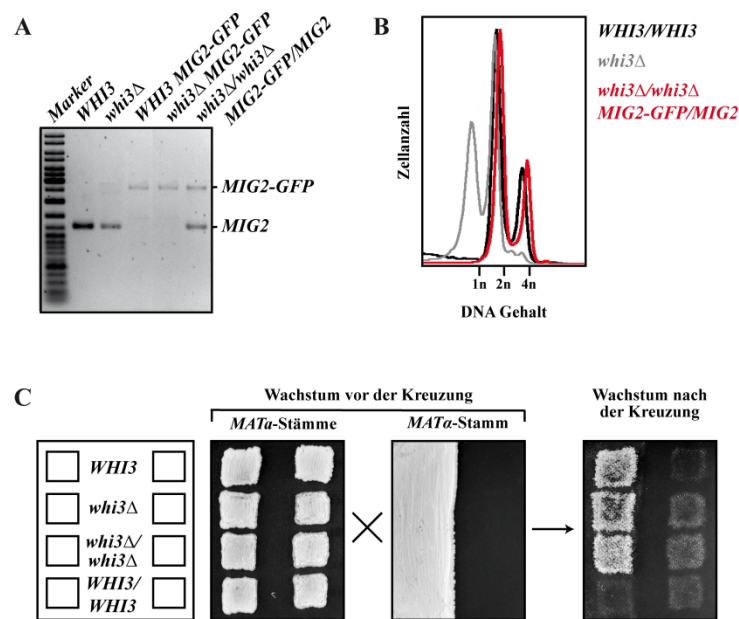 A
Marker
WHI3
whi3Δ
WHI3 MIG2-GFP
whi3Δ MIG2-GFP
whi3Δ/whi3Δ
MIG2-GFP/MIG2
MIG2-GFP
MIG2
B
Zellanzahl
1n 2n 4n
DNA Gehalt
WHI3/WHI3
whi3Δ
whi3Δ/whi3Δ
MIG2-GFP/MIG2
C
Wachstum vor der Kreuzung
Wachstum nach
der Kreuzung
MATa-Stämme
MATα-Stamm
WHI3
whi3Δ
whi3Δ/
whi3Δ
WHI3/
WHI3